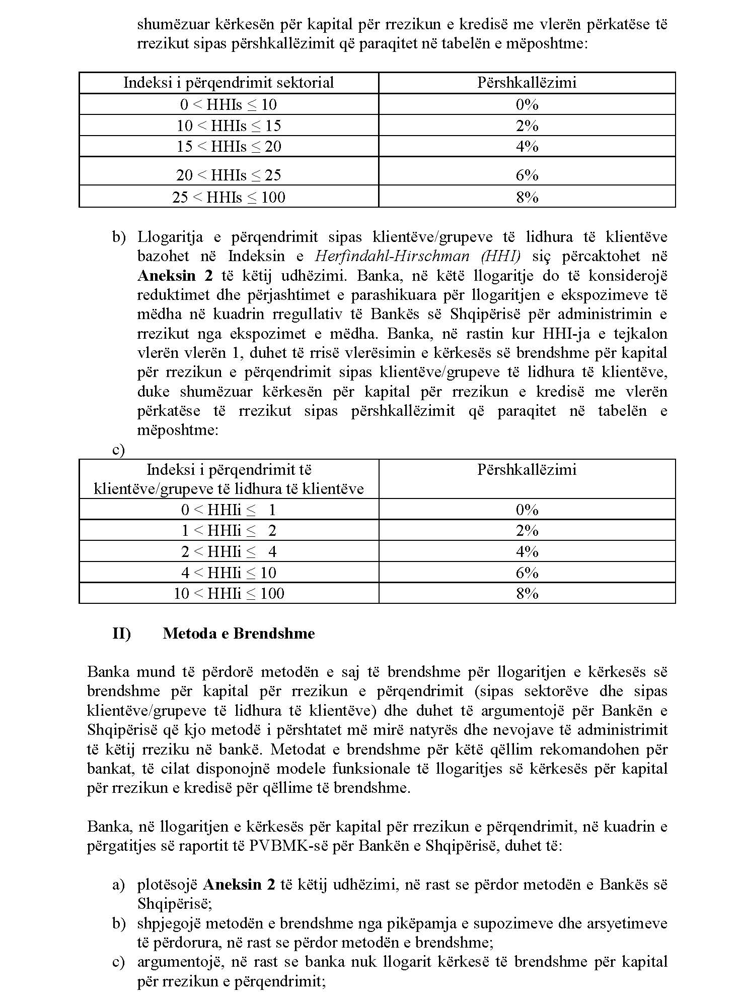 shumëzuar kërkesën për kapital për rrezikun e kredisë me vlerën përkatëse të
rrezikut sipas përshkallëzimit që paraqitet në tabelën e mëposhtme:
Indeksi i përqendrimit sektorial Përshkallëzimi
0 < HHIs ≤ 10 0%
10 < HHIs ≤ 15 2%
15 < HHIs ≤ 20 4%
20 < HHIs ≤ 25 6%
25 < HHIs ≤ 100 8%
b) Llogaritja e përqendrimit sipas klientëve/grupeve të lidhura të klientëve
bazohet në Indeksin e Herfindahl-Hirschman (HHI) siç përcaktohet në
Aneksin 2 të këtij udhëzimi. Banka, në këtë llogaritje do të konsiderojë
reduktimet dhe përjashtimet e parashikuara për llogaritjen e ekspozimeve të
mëdha në kuadrin rregullativ të Bankës së Shqipërisë për administrimin e
rrezikut nga ekspozimet e mëdha. Banka, në rastin kur HHI-ja e tejkalon
vlerën vlerën 1, duhet të rrisë vlerësimin e kërkesës së brendshme për kapital
për rrezikun e përqendrimit sipas klientëve/grupeve të lidhura të klientëve,
duke shumëzuar kërkesën për kapital për rrezikun e kredisë me vlerën
përkatëse të rrezikut sipas përshkallëzimit që paraqitet në tabelën e
mëposhtme:
c)
Indeksi i përqendrimit të Përshkallëzimi
klientëve/grupeve të lidhura të klientëve
0 < HHIi ≤ 1 0%
1 < HHIi ≤ 2 2%
2 < HHIi ≤ 4 4%
4 < HHIi ≤ 10 6%
10 < HHIi ≤ 100 8%
II) Metoda e Brendshme
Banka mund të përdorë metodën e saj të brendshme për llogaritjen e kërkesës së
brendshme për kapital për rrezikun e përqendrimit (sipas sektorëve dhe sipas
klientëve/grupeve të lidhura të klientëve) dhe duhet të argumentojë për Bankën e
Shqipërisë që kjo metodë i përshtatet më mirë natyrës dhe nevojave të administrimit
të këtij rreziku në bankë. Metodat e brendshme për këtë qëllim rekomandohen për
bankat, të cilat disponojnë modele funksionale të llogaritjes së kërkesës për kapital
për rrezikun e kredisë për qëllime të brendshme.
Banka, në llogaritjen e kërkesës për kapital për rrezikun e përqendrimit, në kuadrin e
përgatitjes së raportit të PVBMK-së për Bankën e Shqipërisë, duhet të:
a) plotësojë Aneksin 2 të këtij udhëzimi, në rast se përdor metodën e Bankës së
Shqipërisë;
b) shpjegojë metodën e brendshme nga pikëpamja e supozimeve dhe arsyetimeve
të përdorura, në rast se përdor metodën e brendshme;
c) argumentojë, në rast se banka nuk llogarit kërkesë të brendshme për kapital
për rrezikun e përqendrimit;